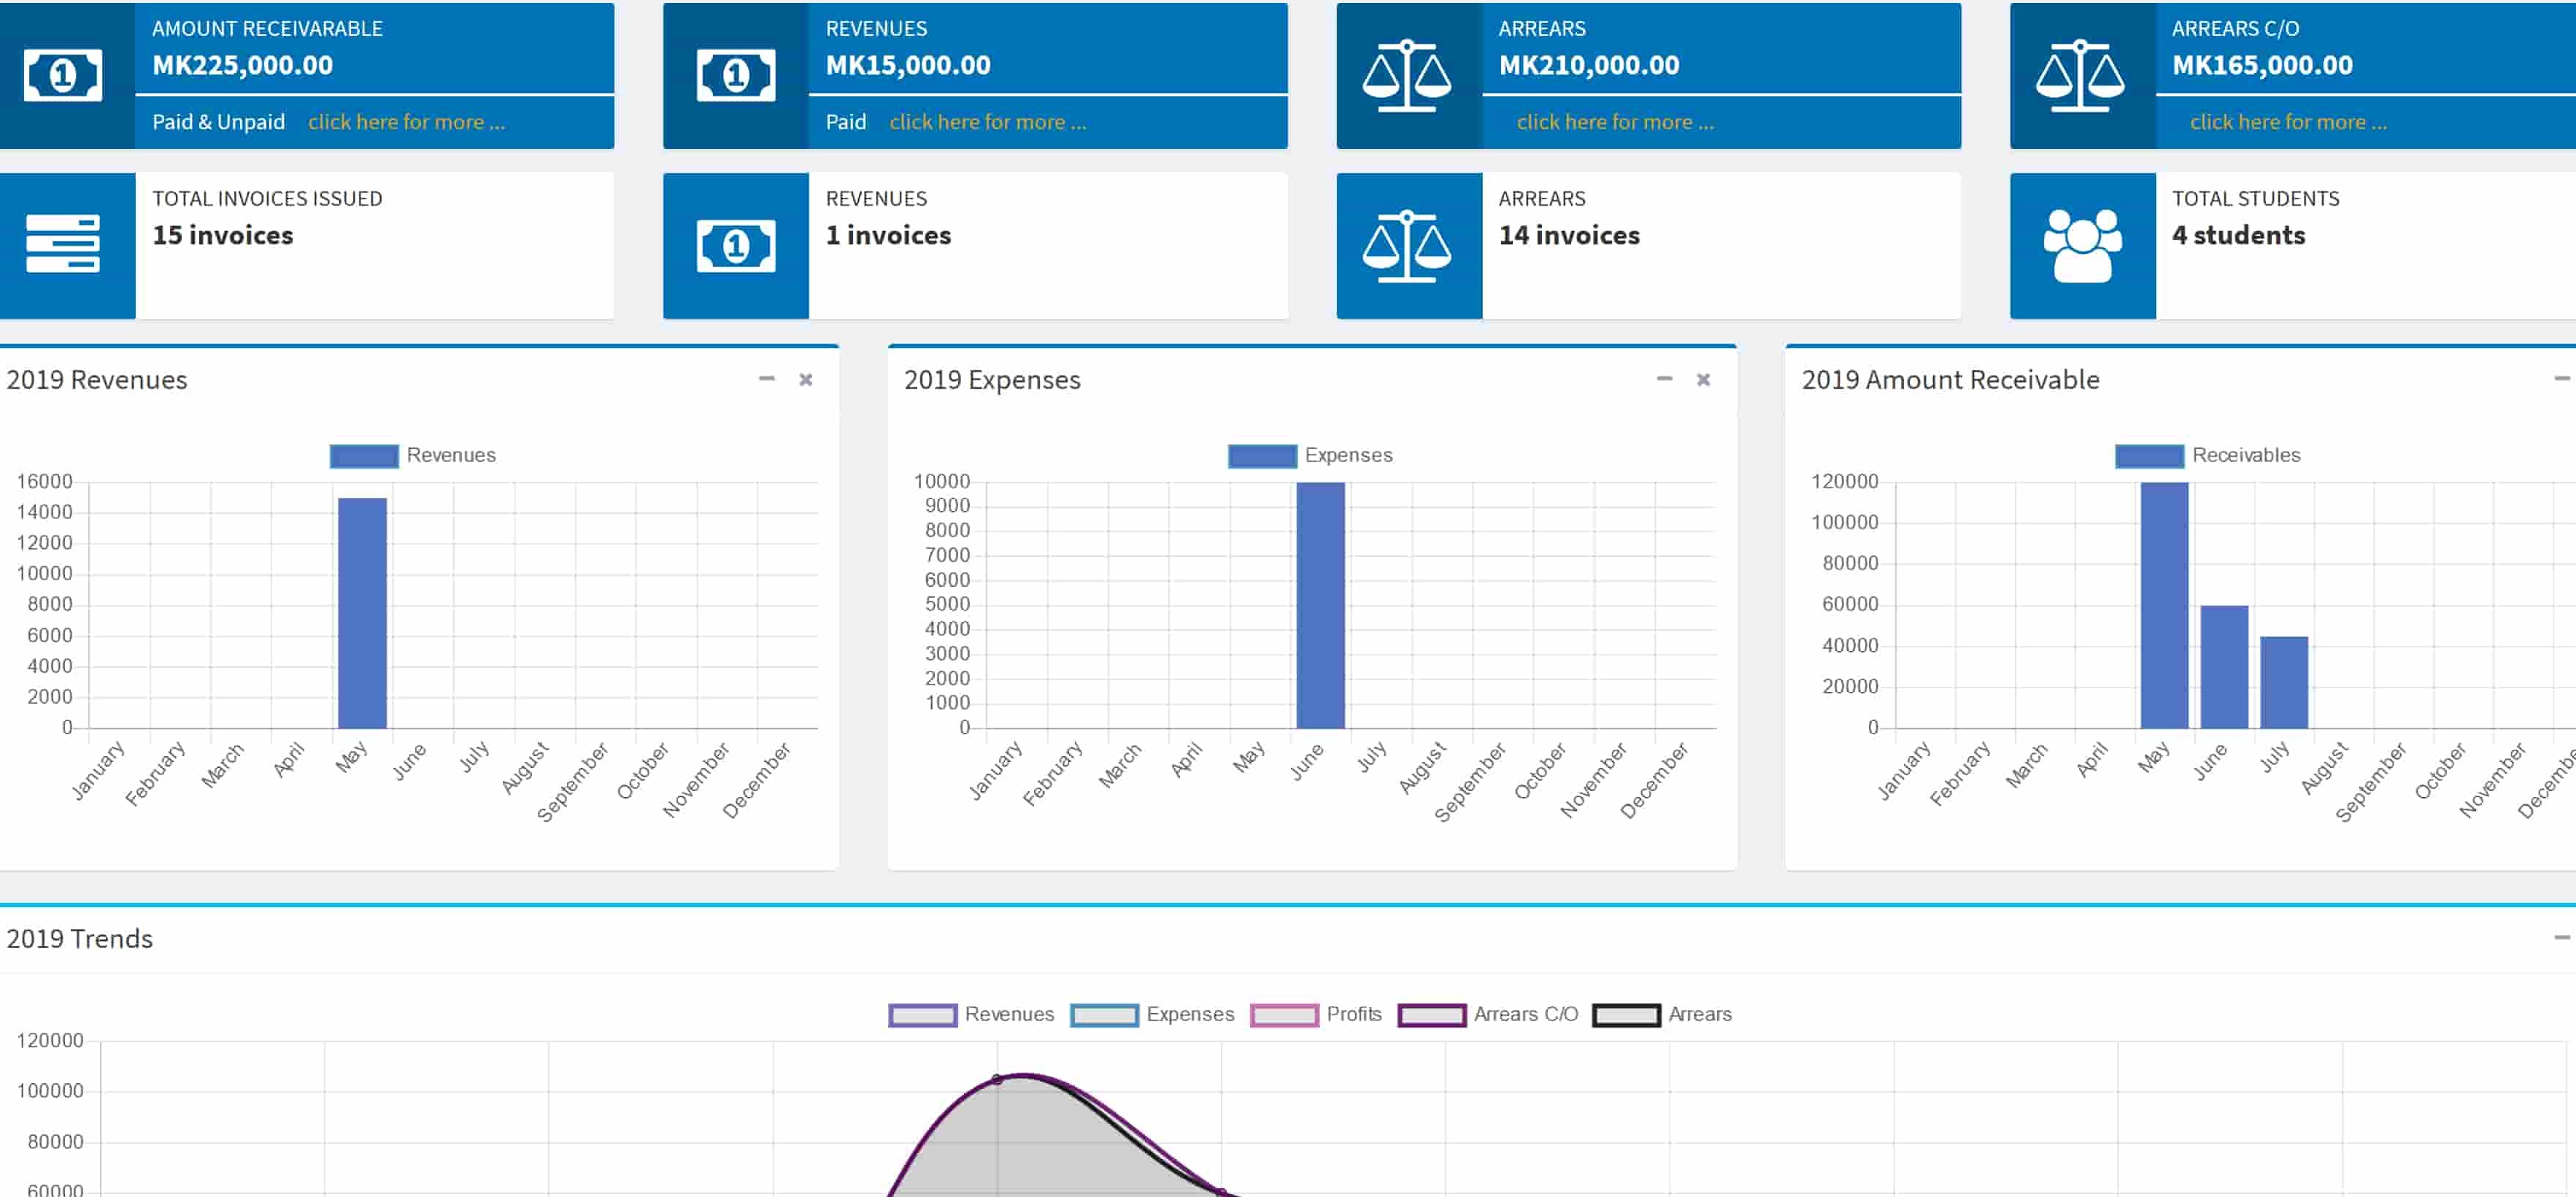 AMOUNT RECEIVARABLE
MK225,000.00
Paid & Unpaid click here for more ...
REVENUES
MK15,000.00
Paid click here for more ...
ARREARS
MK210,000.00
click here for more ...
ARREARS C/O
MK165,000.00
click here for more ...
TOTAL INVOICES ISSUED
15 invoices
REVENUES
1 invoices
ARREARS
14 invoices
TOTAL STUDENTS
4 students
2019 Revenues
Revenues
16000
14000
12000
10000
8000
6000
4000
2000
0
January
February
March
April
May
June
July
August
September
October
November
December
2019 Expenses
Expenses
10000
9000
8000
7000
6000
5000
4000
3000
2000
1000
0
January
February
March
April
May
June
July
August
September
October
November
December
2019 Amount Receivable
Receivables
120000
100000
80000
60000
40000
20000
0
January
February
March
April
May
June
July
August
September
October
November
Decembe
2019 Trends
Revenues Expenses Profits Arrears C/O Arrears
120000
100000
80000
60000